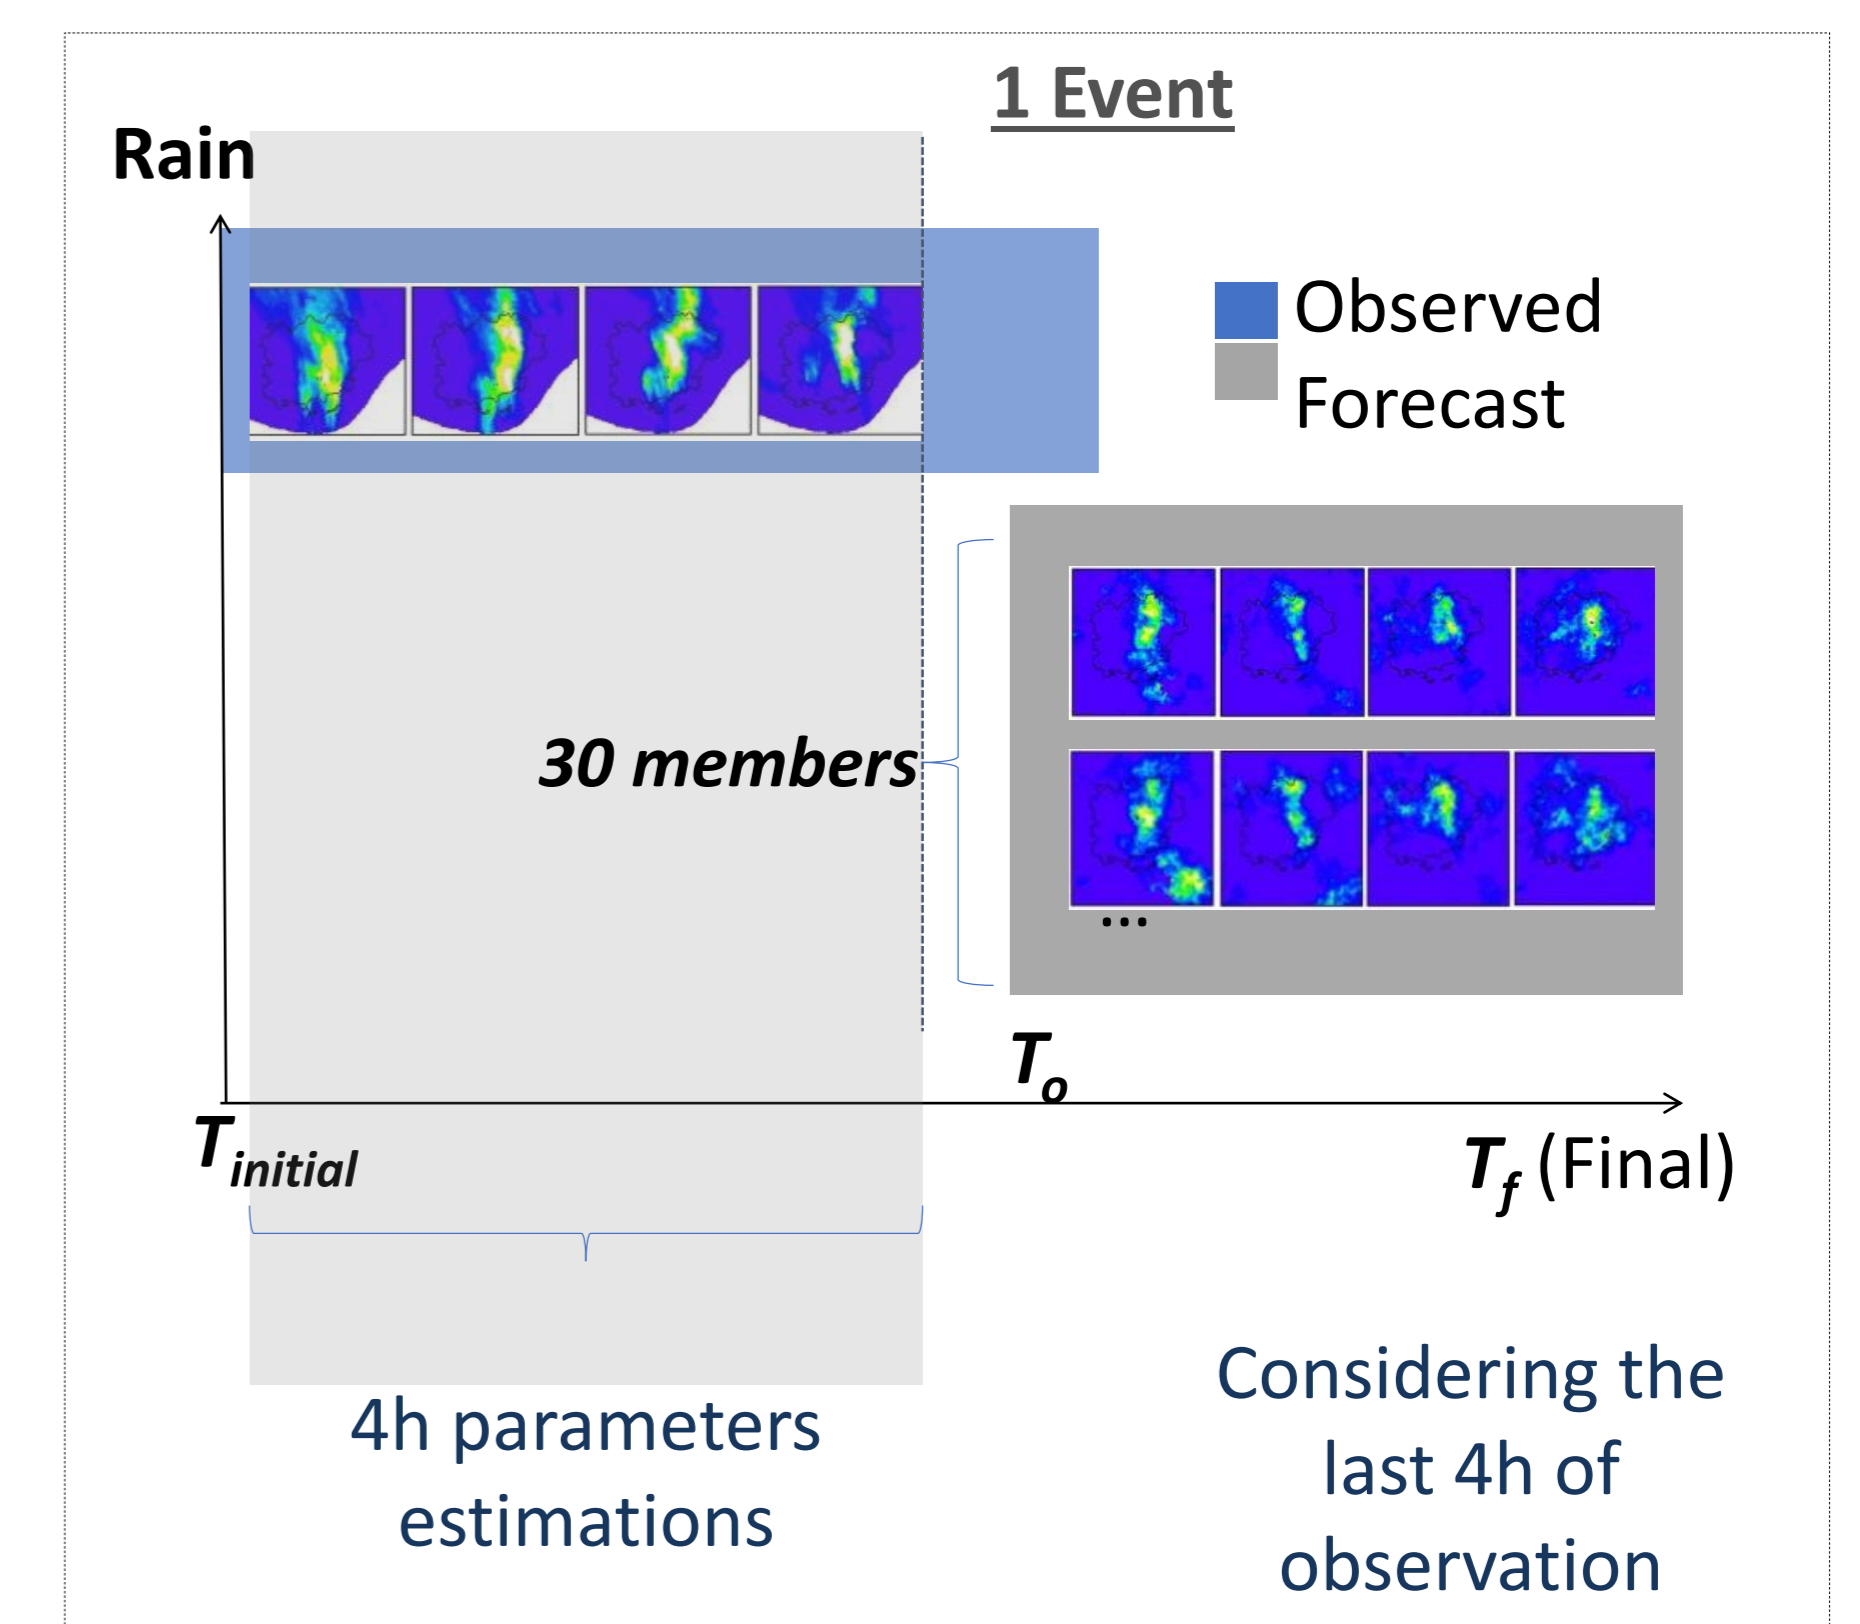 1 Event
Rain
Observed
Forecast
30 members
...
To
Tinitial
Tf (Final)
4h parameters
estimations
Considering the
last 4h of
observation